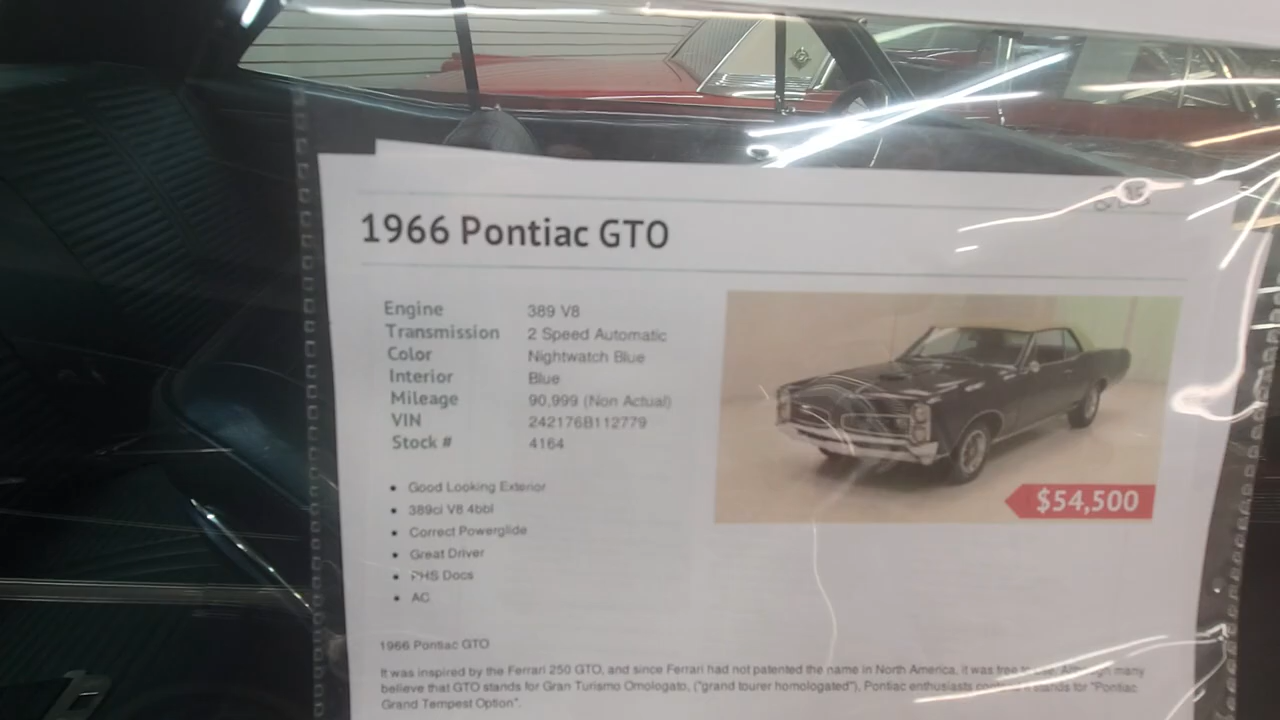 1966 Pontiac GTO
Engine 389 V8
Transmission 2 Speed Automatic
Color Nightwatch Blue
Interior Blue
Mileage 90,999 (Non Actual)
VIN 242176B112779
Stock # 4164
$54,500
• Good Looking Exterior
• 389ci V8 4bbl
• Correct Powerglide
• Great Driver
• PHS Docs
• AC
1966 Pontiac GTO
It was inspired by the Ferrari 250 GTO, and since Ferrari had not patented the name in North America, it was free to use. Although many
believe that GTO stands for Gran Turismo Omologato, ("grand tourer homologated"), Pontiac enthusiasts it stands for "Pontiac
Grand Tempest Option".